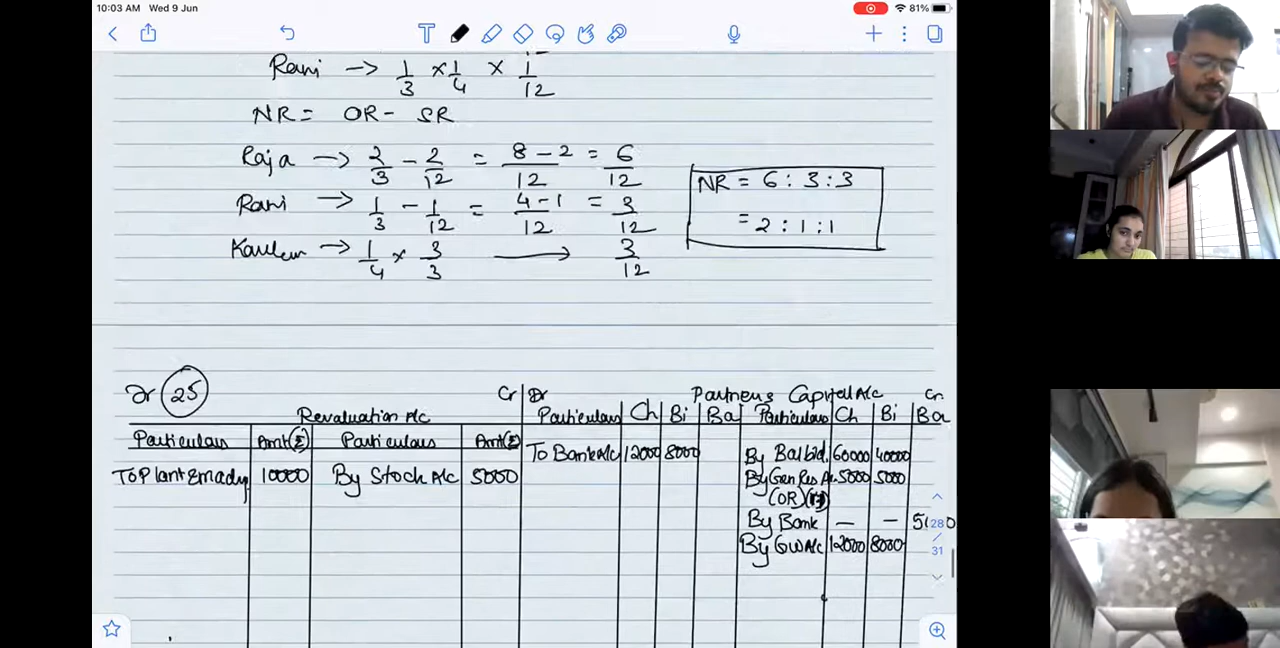 10:03 AM Wed 9 Jun
81%
Rani → 1/3 × 1/4 × 1/12
NR = OR - SR
Raja → 2/3 - 2/12 = 8-2/12 = 6/12
Rani → 1/3 - 1/12 = 4-1/12 = 3/12
→ 1/4 × 3/3 → 3/12
NR = 6:3:3
= 2:1:1
Dr 25 Cr
Revaluation A/c
Particulars Amt(₹) Particulars Amt(₹)
To Plant & 10000 By Stock A/c 5000
Dr Partners Capital A/c Cr
Particulars Ch Bi Ba Particulars Ch Bi Ba
To Bank A/c 12000 8000 By Bal b/d 60000 40000
By Gen Res A/c 5000 5000
(OR) (1:1)
By Bank — —
By GW A/c 12000 8000
28
/
31